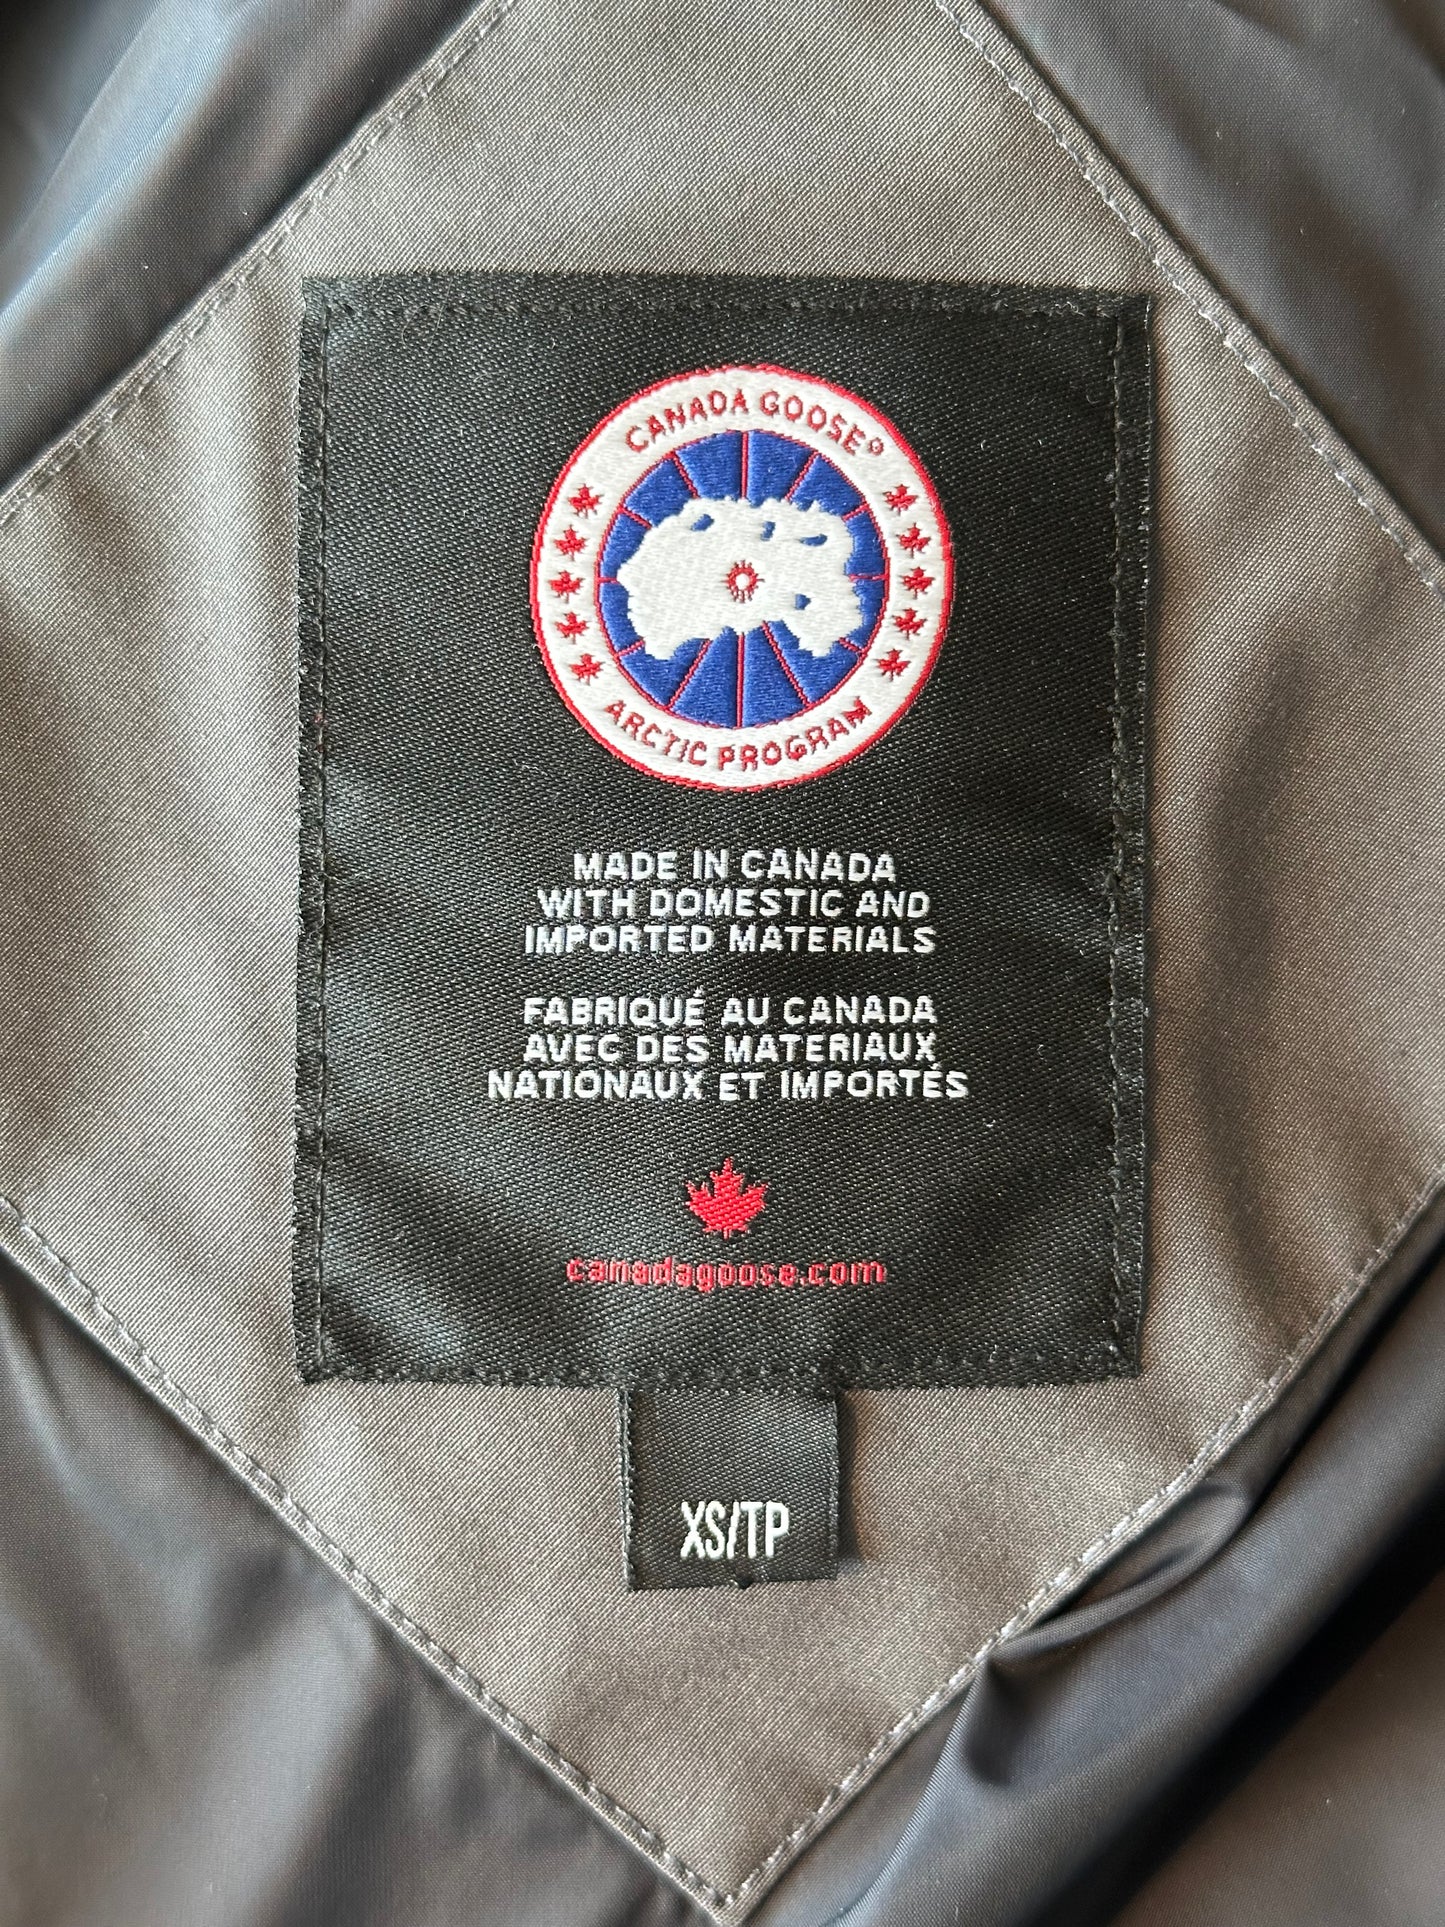 CANADA GOOSE
ARCTIC PROGRAM
MADE IN CANADA
WITH DOMESTIC AND
IMPORTED MATERIALS
FABRIQUÉ AU CANADA
AVEC DES MATERIAUX
NATIONAUX ET IMPORTÉS
canadagoose.com
XS/TP